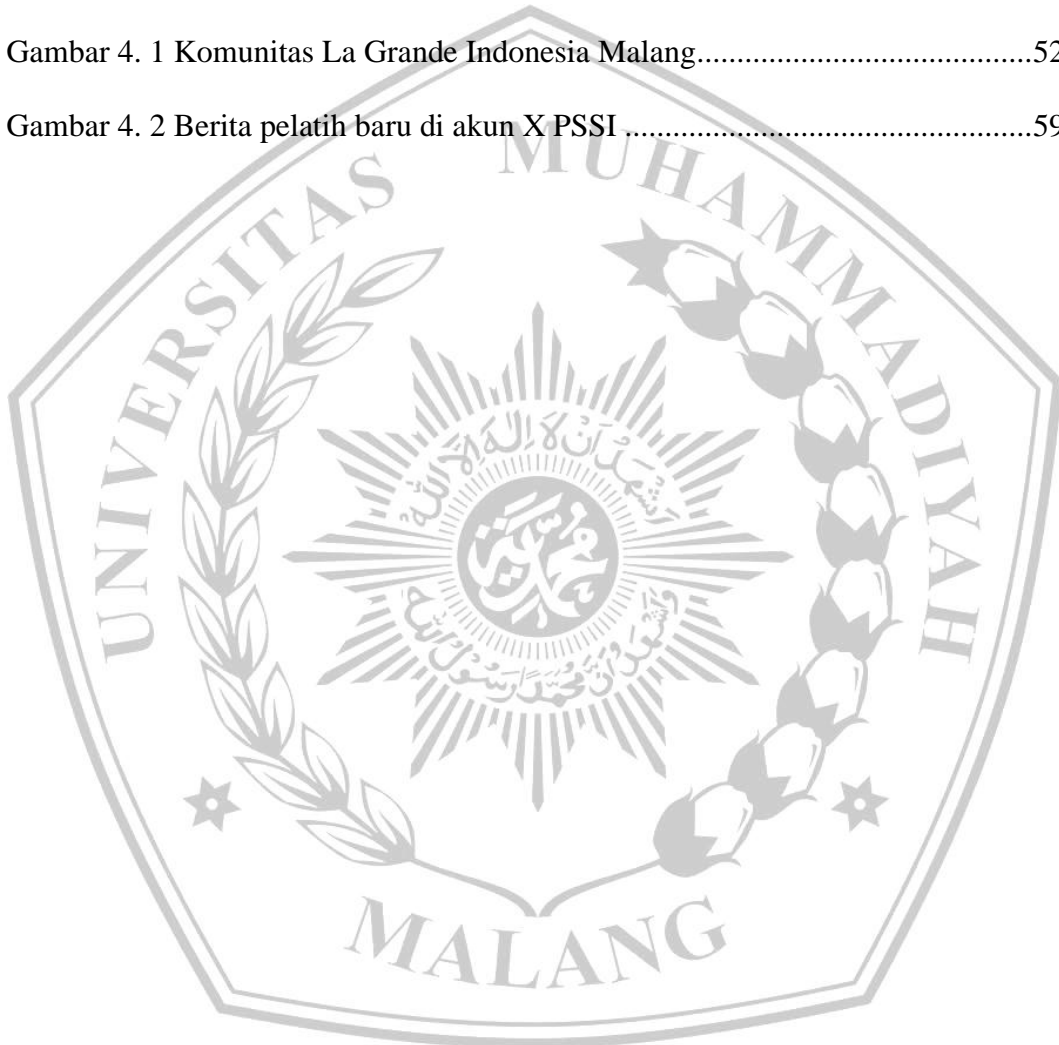 Gambar 4. 1 Komunitas La Grande Indonesia Malang.....................................52
Gambar 4. 2 Berita pelatih baru di akun X PSSI .............................................59
UNIVERSITAS MUHAMMADIYAH
MALANG